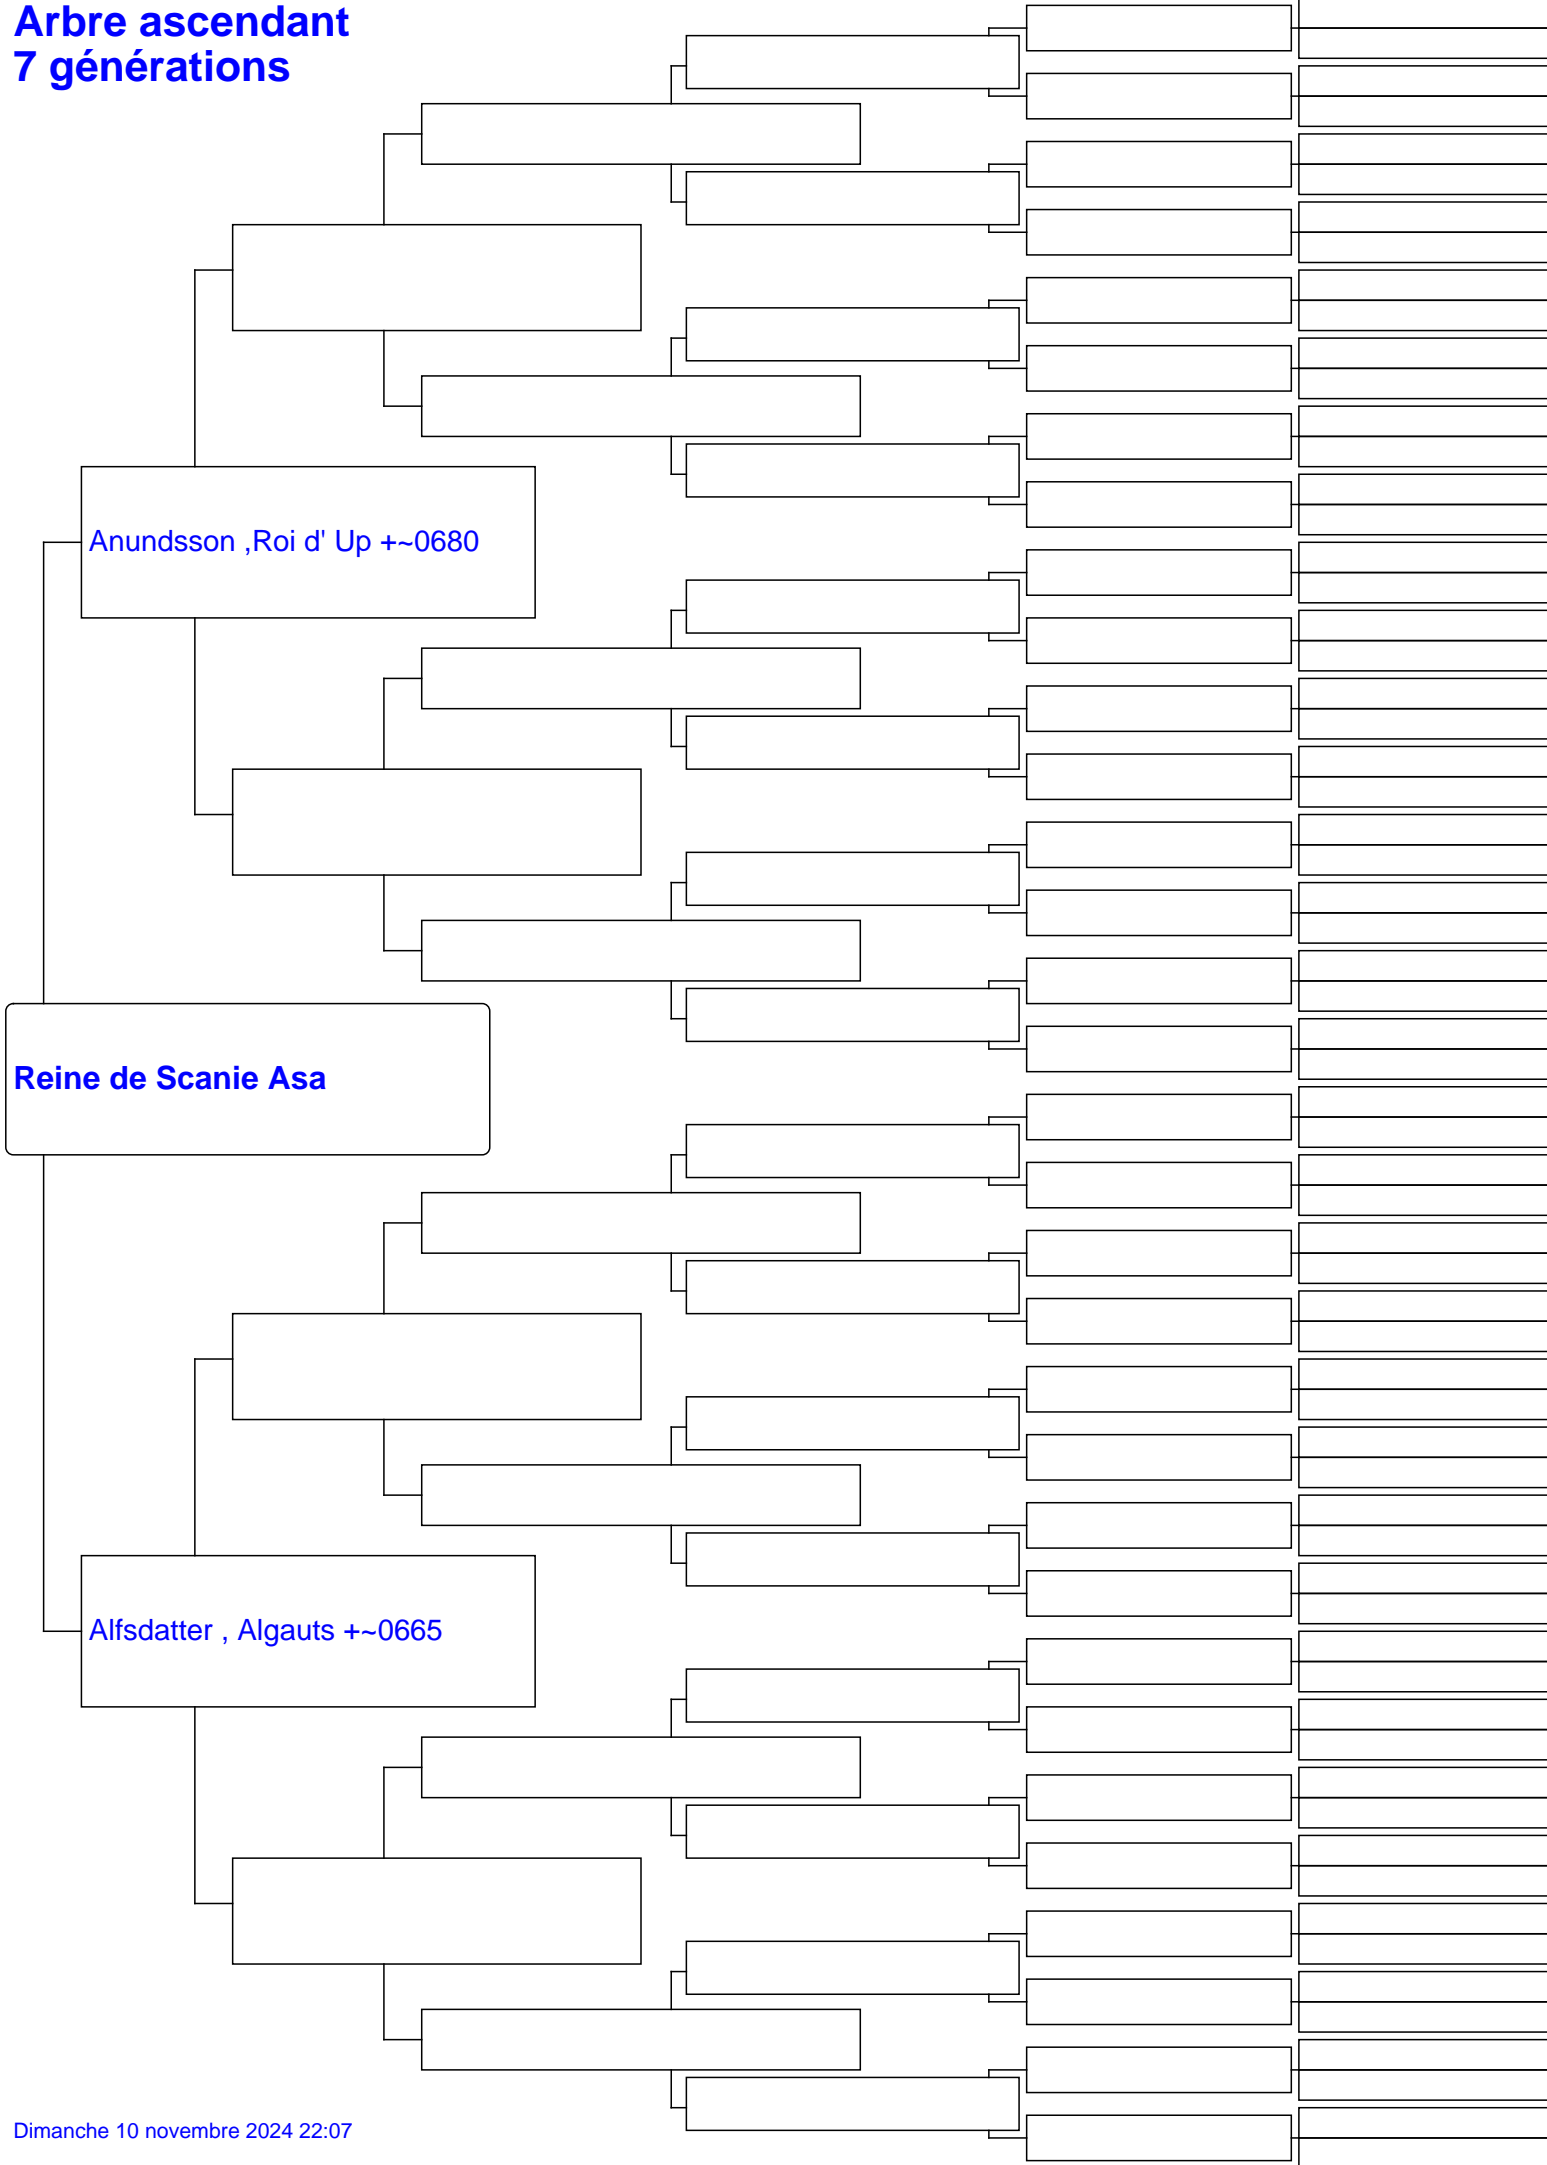 Arbre ascendant
7 générations
Anundsson ,Roi d' Up +~0680
Reine de Scanie Asa
Alfsdatter , Algauts +~0665
Dimanche 10 novembre 2024 22:07